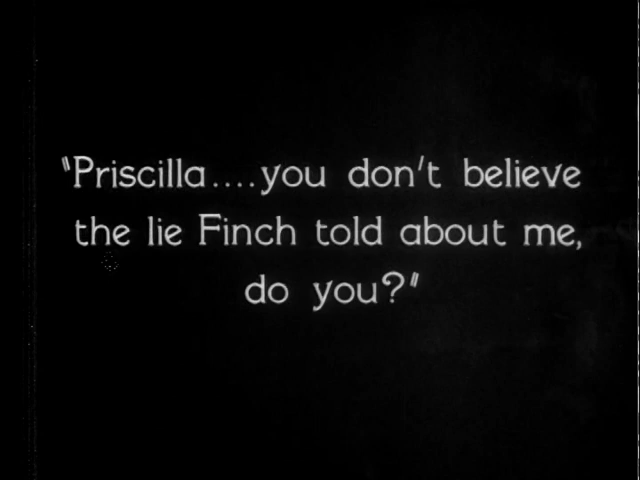 "Priscilla....you don't believe
the lie Finch told about me,
do you?"